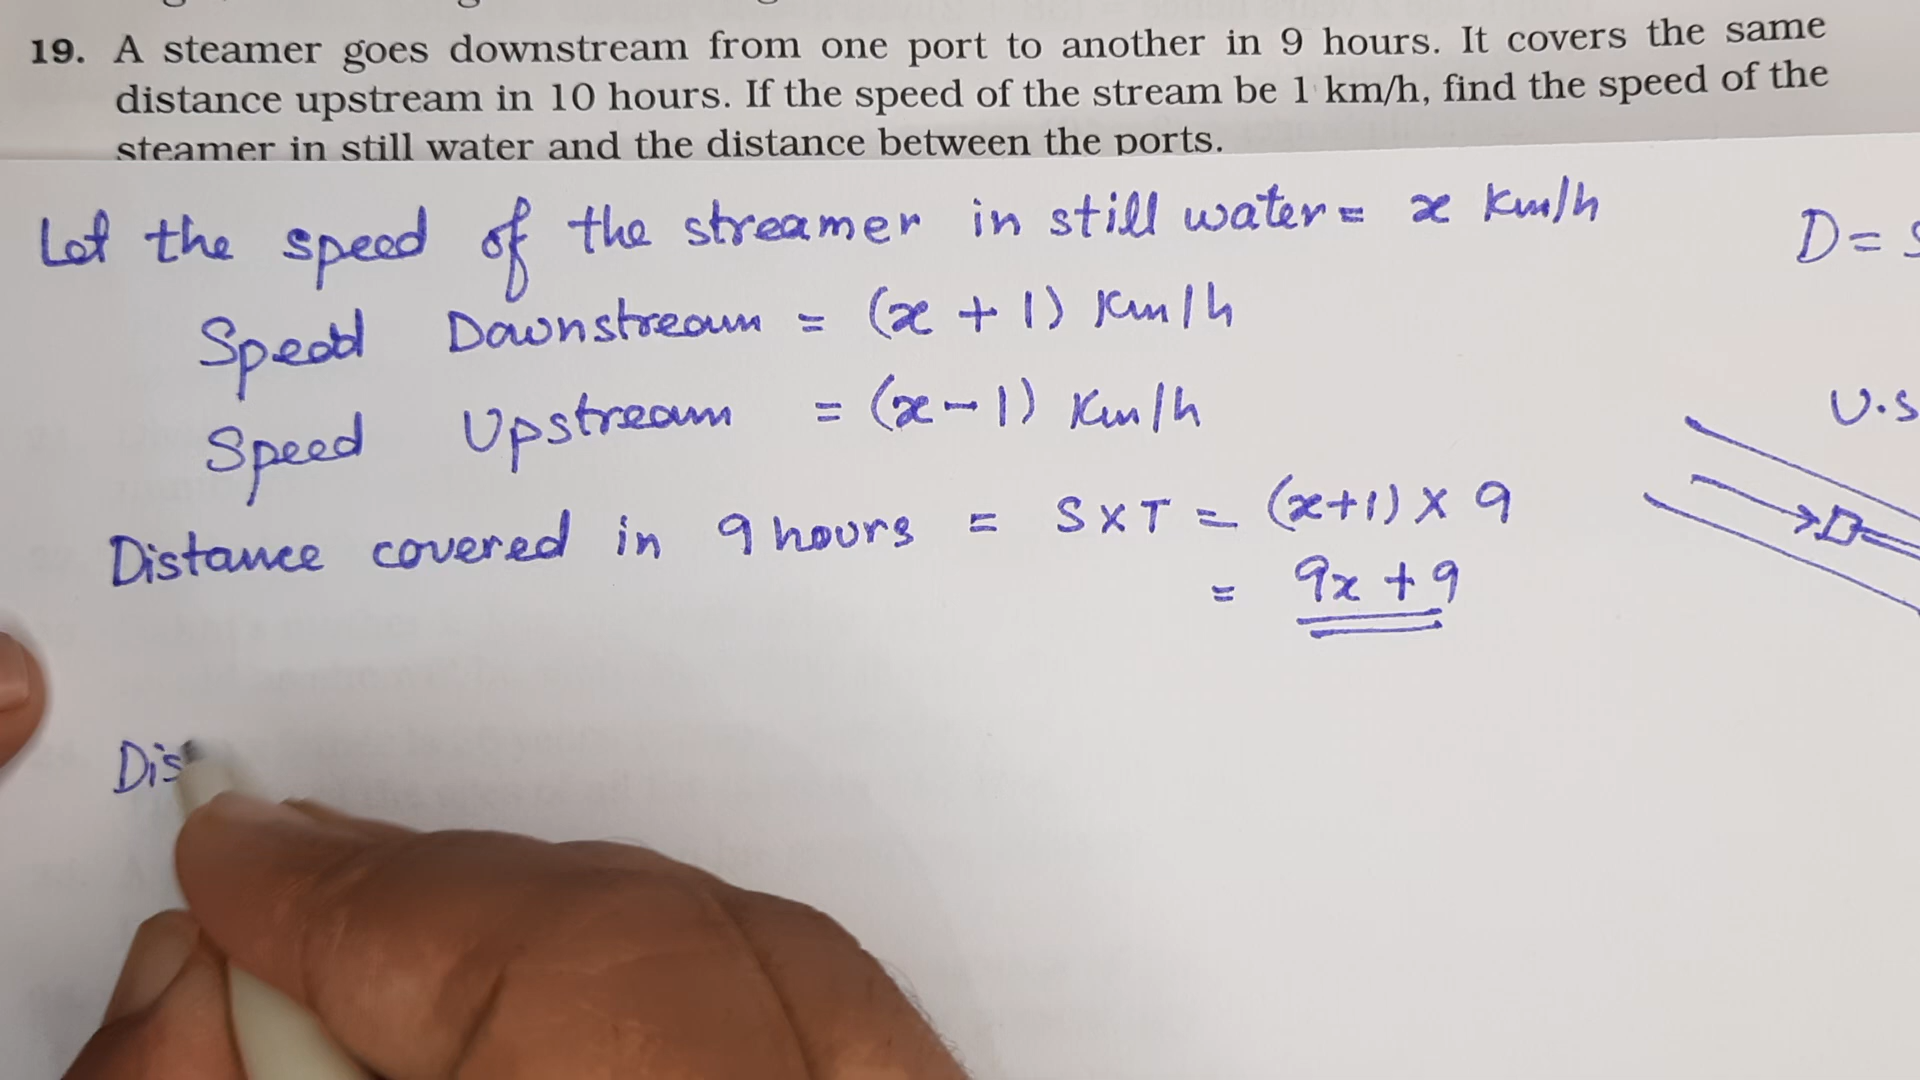 19. A steamer goes downstream from one port to another in 9 hours. It covers the same
distance upstream in 10 hours. If the speed of the stream be 1 km/h, find the speed of the
steamer in still water and the distance between the ports.
Let the speed of the streamer in still water = x Km/h
D = S
Speed Downstream = (x + 1) Km/h
Speed Upstream = (x - 1) Km/h
U.S
Distance covered in 9 hours = S X T = (x+1) X 9
= 9x + 9
Dis